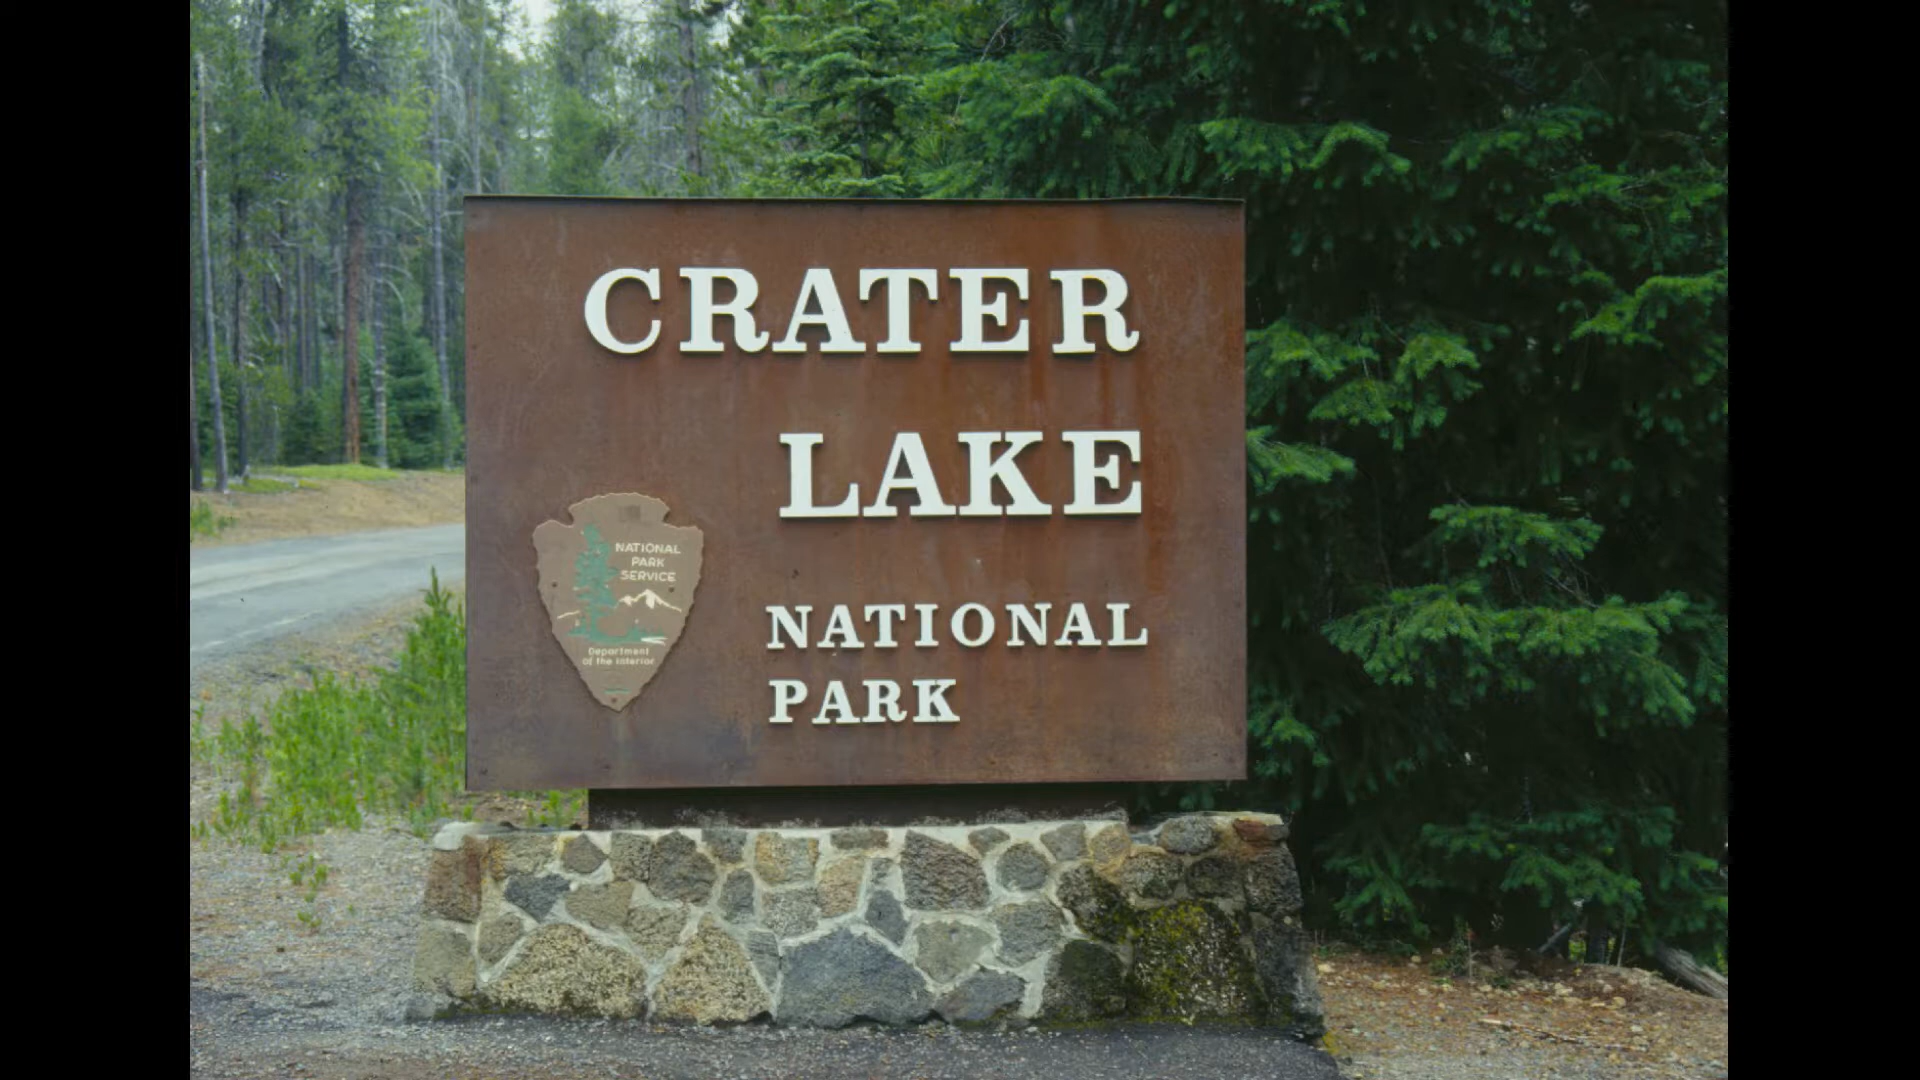 CRATER
LAKE
NATIONAL
PARK
NATIONAL
PARK
SERVICE
Department
of the Interior